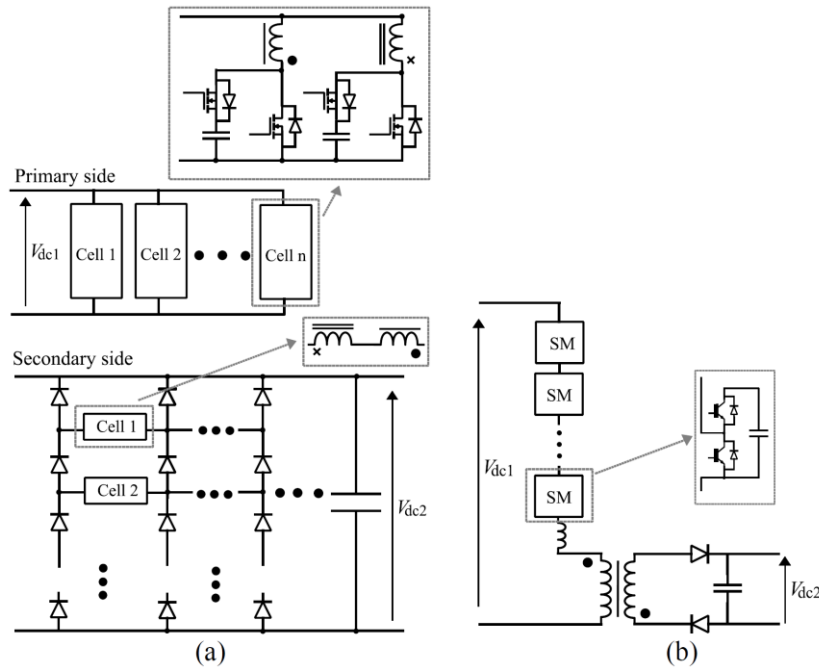 Primary side
Vdc1
Cell 1
Cell 2
Cell n
Secondary side
Cell 1
Cell 2
Vdc2
(a)
SM
SM
SM
Vdc1
Vdc2
(b)